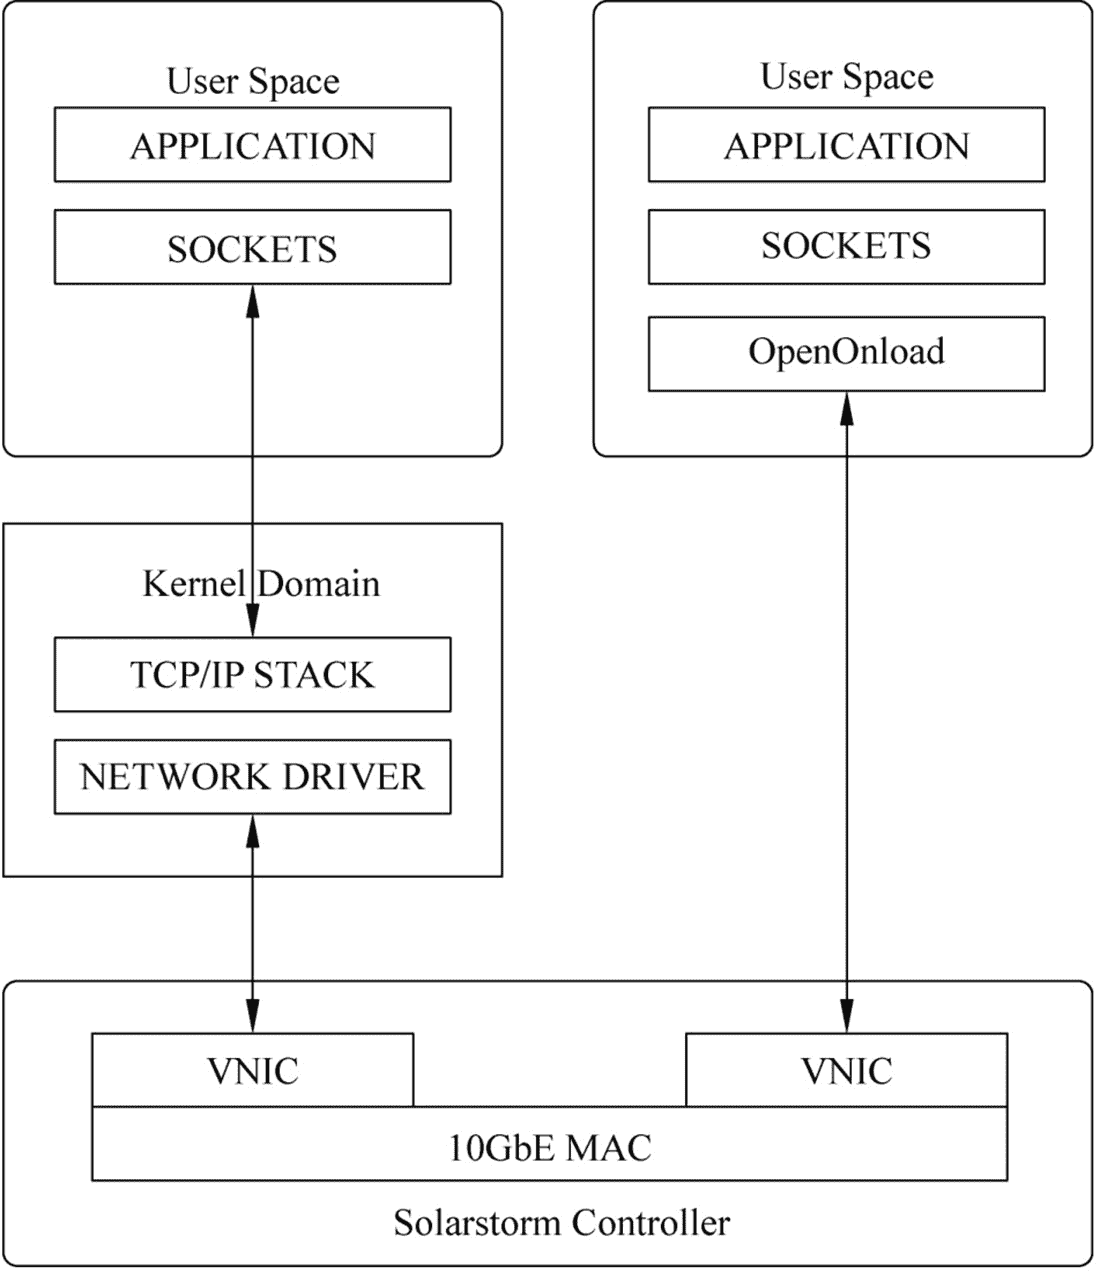 User Space
APPLICATION
SOCKETS
User Space
APPLICATION
SOCKETS
OpenOnload
Kernel Domain
TCP/IP STACK
NETWORK DRIVER
VNIC
VNIC
10GbE MAC
Solarstorm Controller